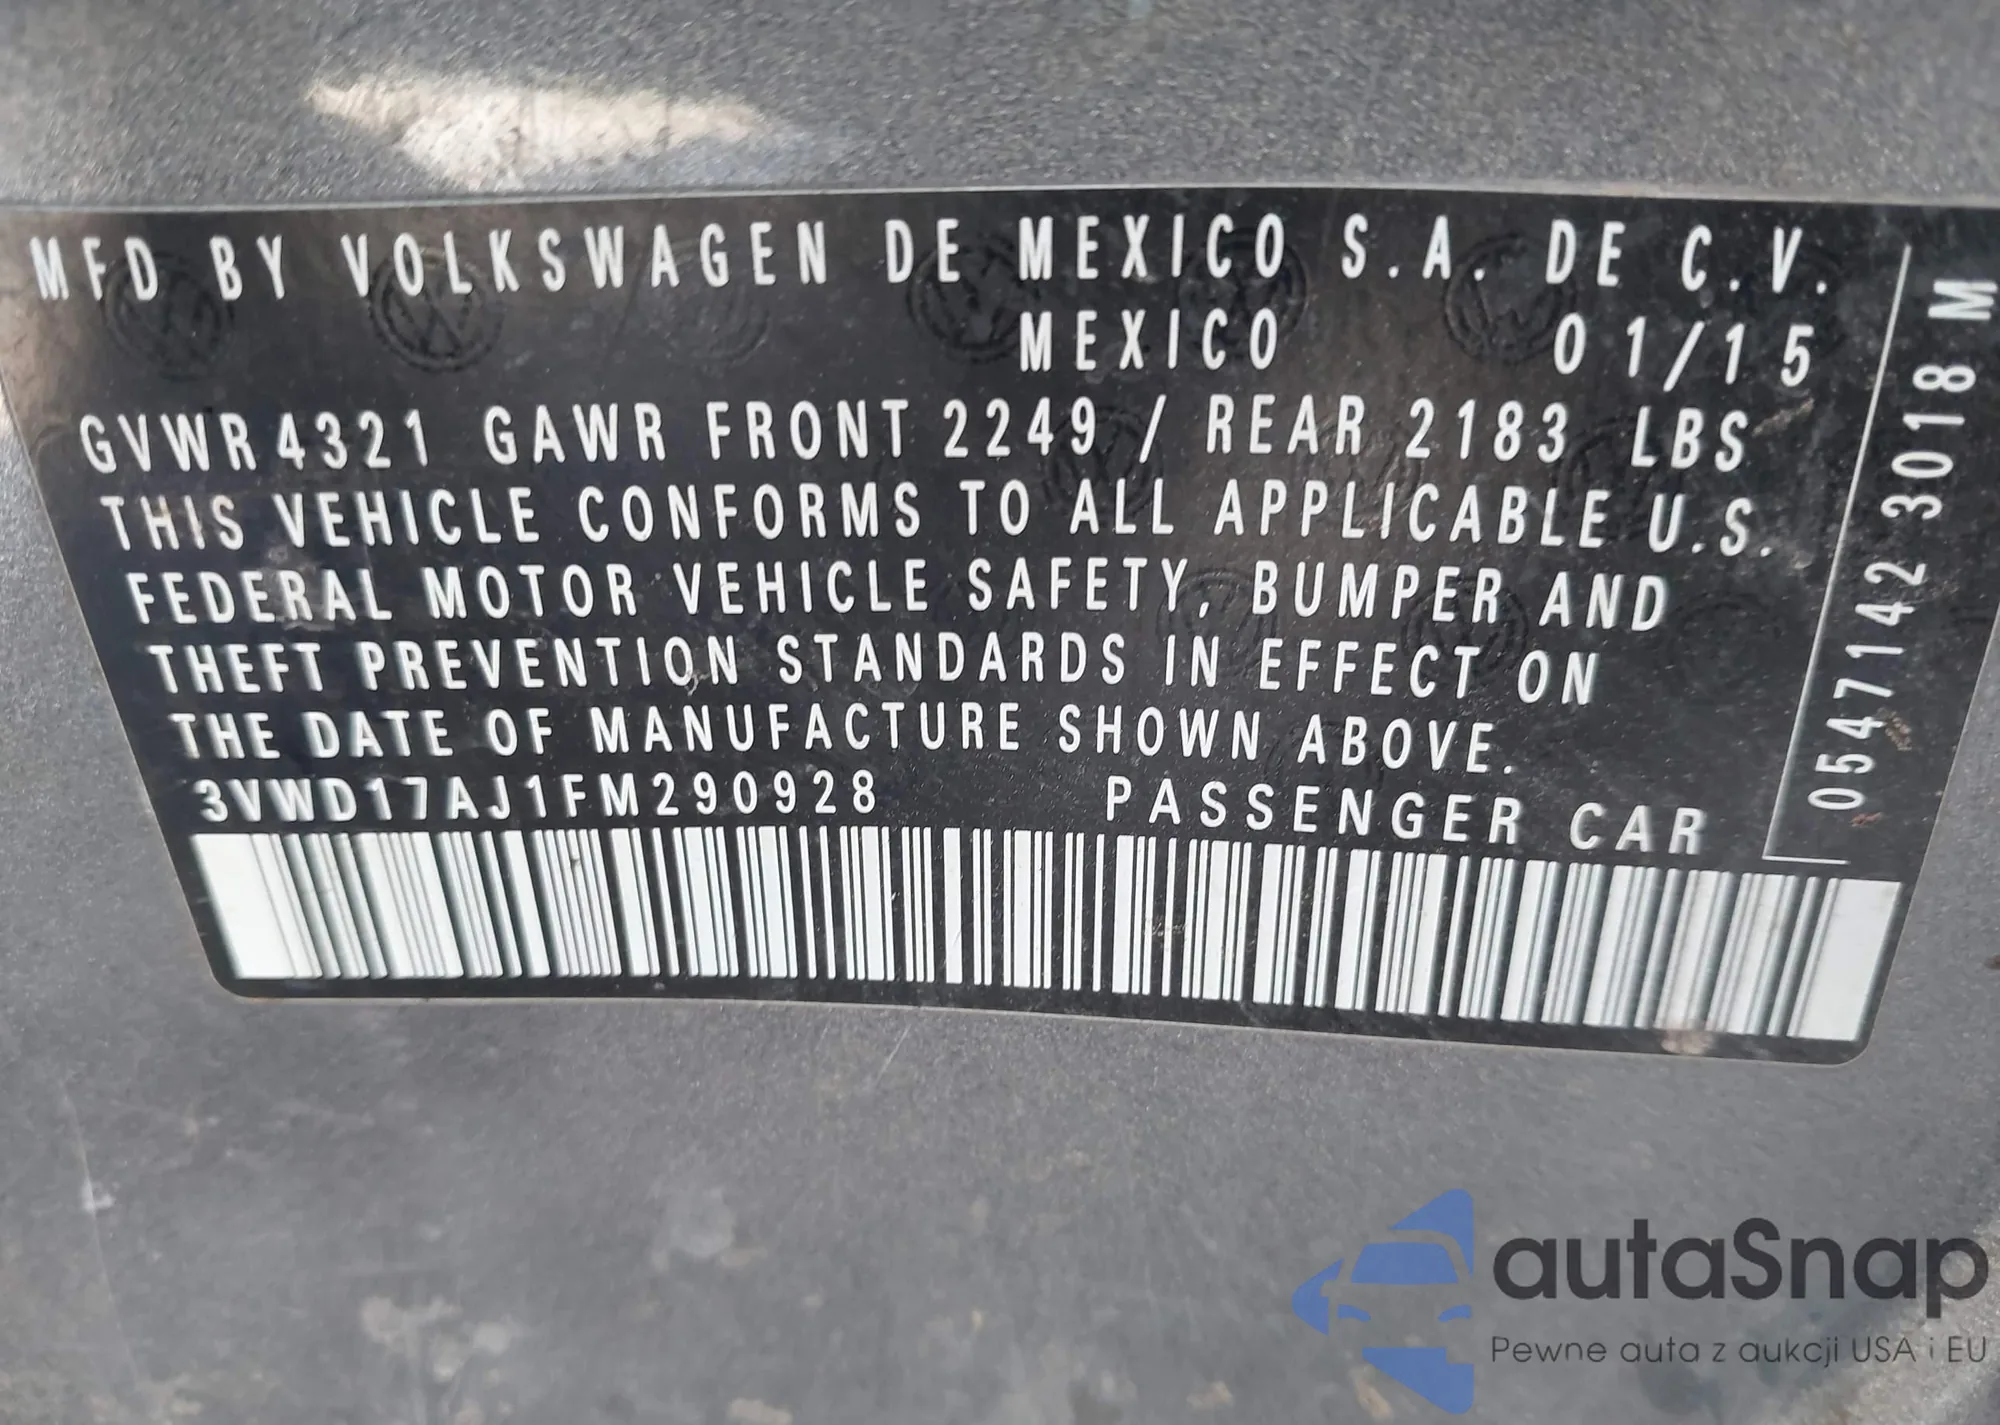 MFD BY VOLKSWAGEN DE MEXICO S.A. DE C.V.
MEXICO 01/15
GVWR 4321 GAWR FRONT 2249 / REAR 2183 LBS
THIS VEHICLE CONFORMS TO ALL APPLICABLE U.S.
FEDERAL MOTOR VEHICLE SAFETY, BUMPER AND
THEFT PREVENTION STANDARDS IN EFFECT ON
THE DATE OF MANUFACTURE SHOWN ABOVE.
3VWD17AJ1FM290928 PASSENGER CAR
0547142 3018 M
autaSnap
Pewne auta z aukcji USA i EU